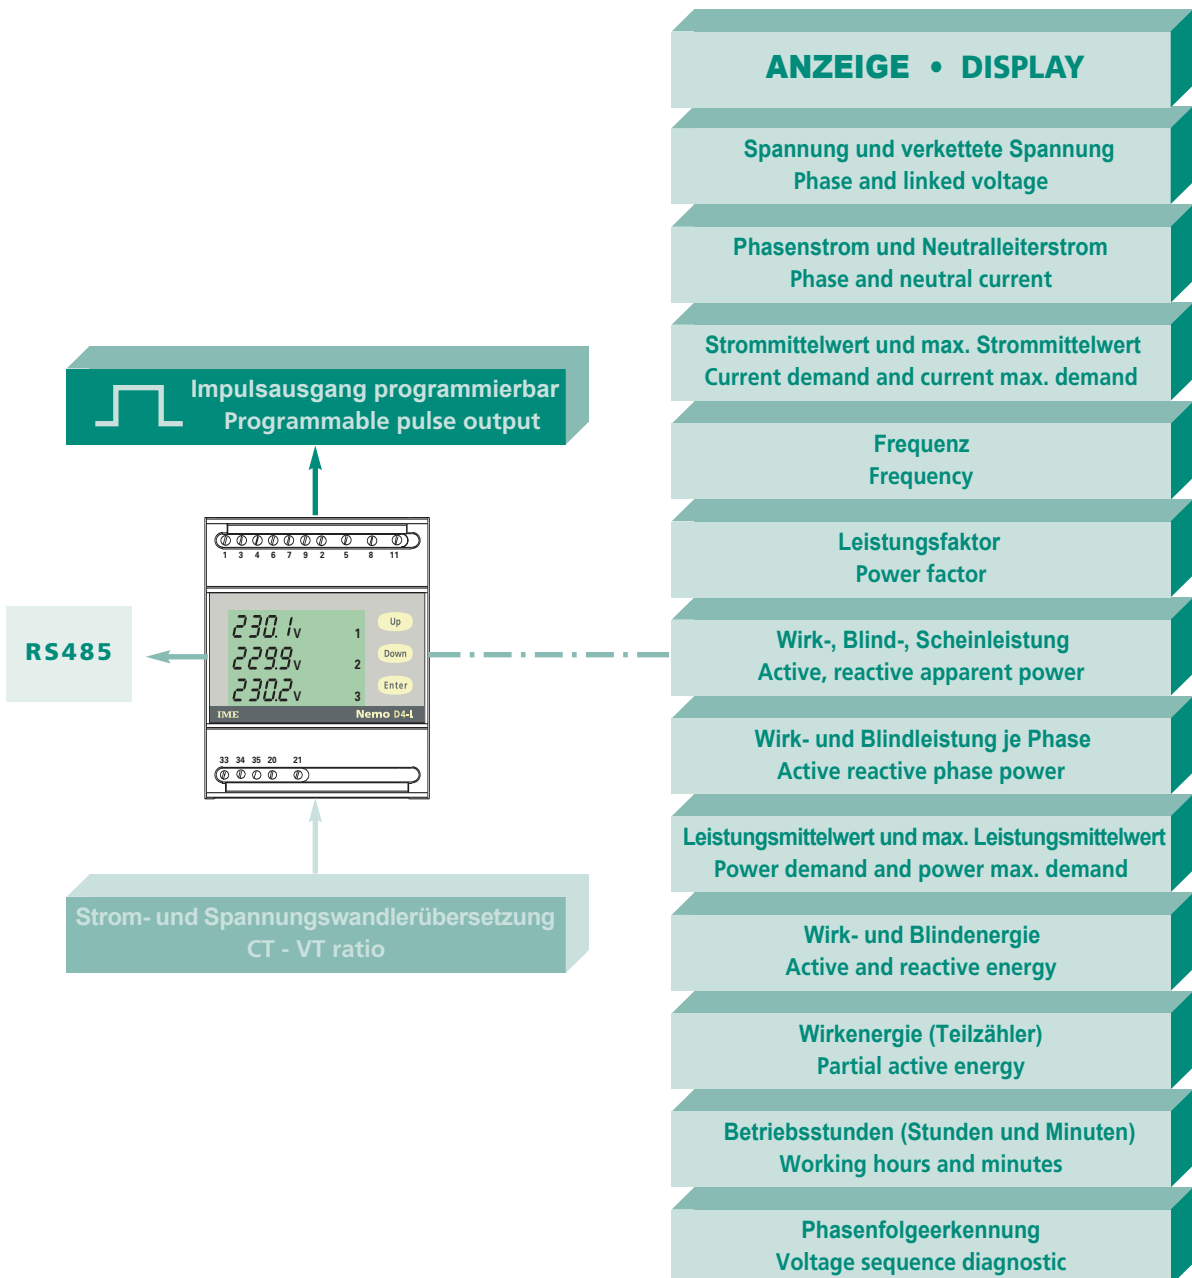 ANZEIGE • DISPLAY
Spannung und verkettete Spannung
Phase and linked voltage
Phasenstrom und Neutralleiterstrom
Phase and neutral current
Strommittelwert und max. Strommittelwert
Current demand and current max. demand
Frequenz
Frequency
Leistungsfaktor
Power factor
Wirk-, Blind-, Scheinleistung
Active, reactive apparent power
Wirk- und Blindleistung je Phase
Active reactive phase power
Leistungsmittelwert und max. Leistungsmittelwert
Power demand and power max. demand
Wirk- und Blindenergie
Active and reactive energy
Wirkenergie (Teilzähler)
Partial active energy
Betriebsstunden (Stunden und Minuten)
Working hours and minutes
Phasenfolgeerkennung
Voltage sequence diagnostic
Impulsausgang programmierbar
Programmable pulse output
1 3 4 6 7 9 2 5 8 11
230.1 V 1 Up
229.9 V 2 Down
230.2 V 3 Enter
IME Nemo D4-L
33 34 35 20 21
RS485
Strom- und Spannungswandlerübersetzung
CT - VT ratio